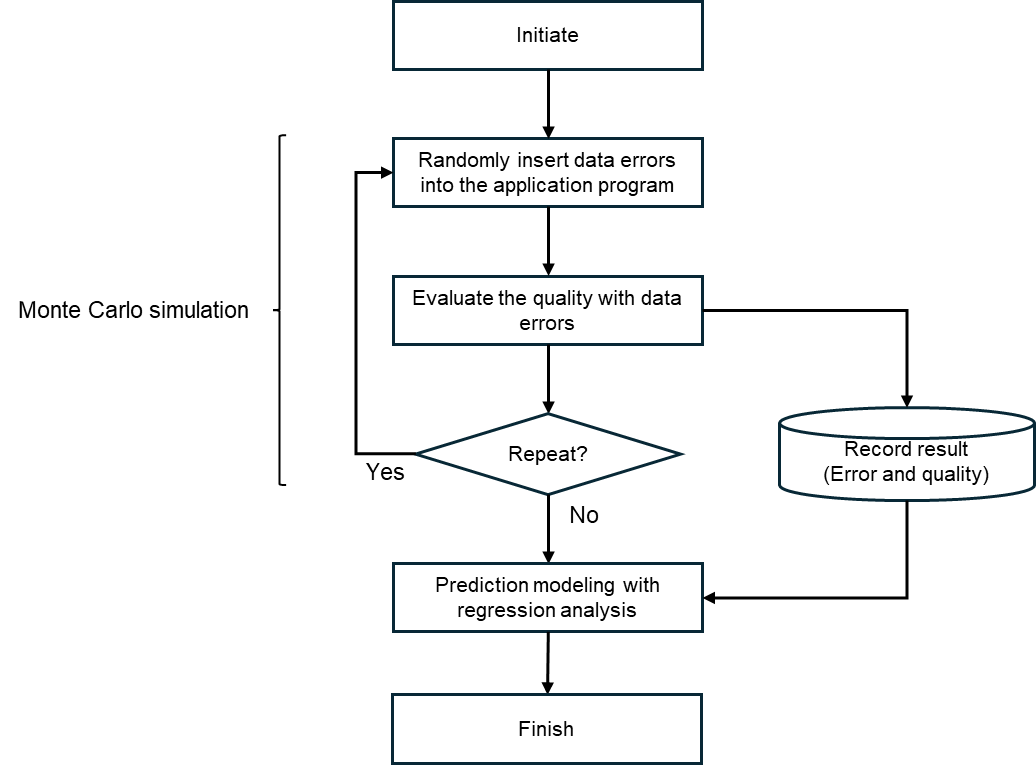 Initiate
Randomly insert data errors
into the application program
Monte Carlo simulation
Evaluate the quality with data
errors
Repeat?
Yes
No
Record result
(Error and quality)
Prediction modeling with
regression analysis
Finish